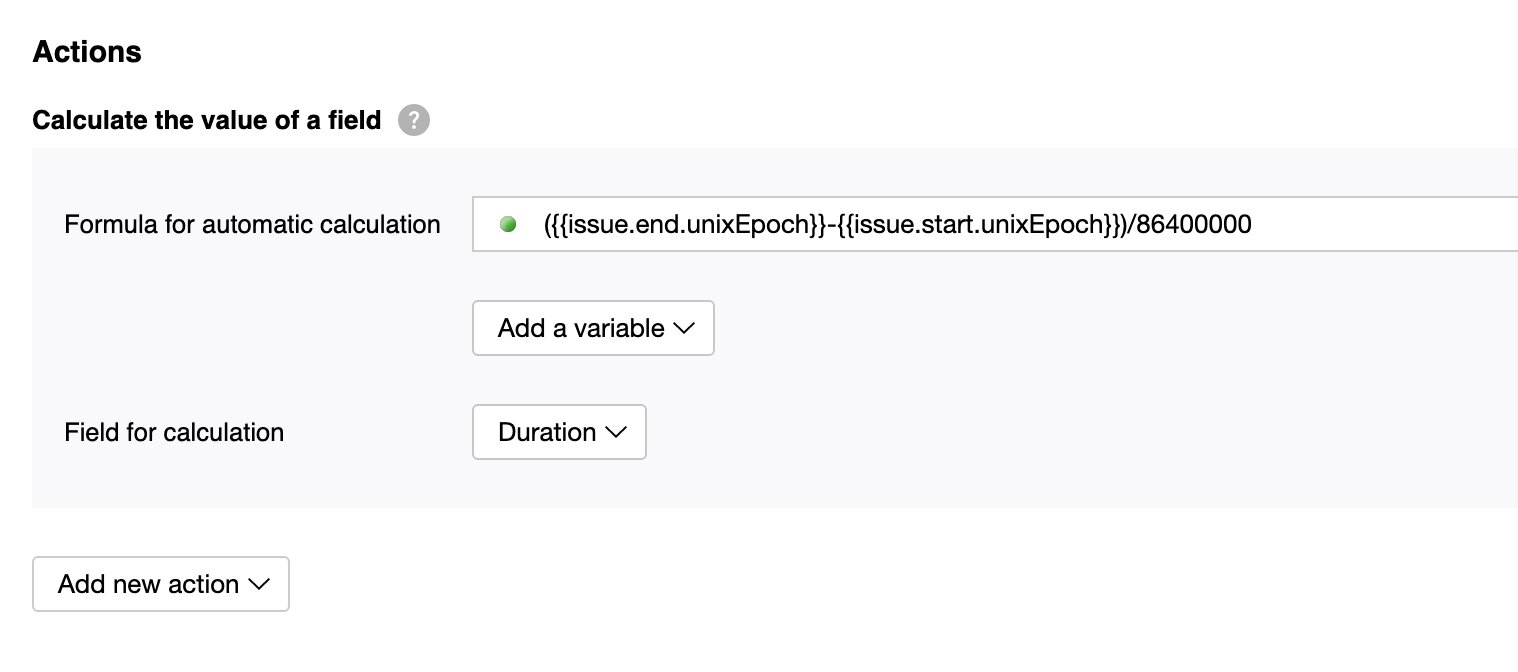 Actions
Calculate the value of a field ?
Formula for automatic calculation ({{issue.end.unixEpoch}}-{{issue.start.unixEpoch}})/86400000
Add a variable
Field for calculation Duration
Add new action